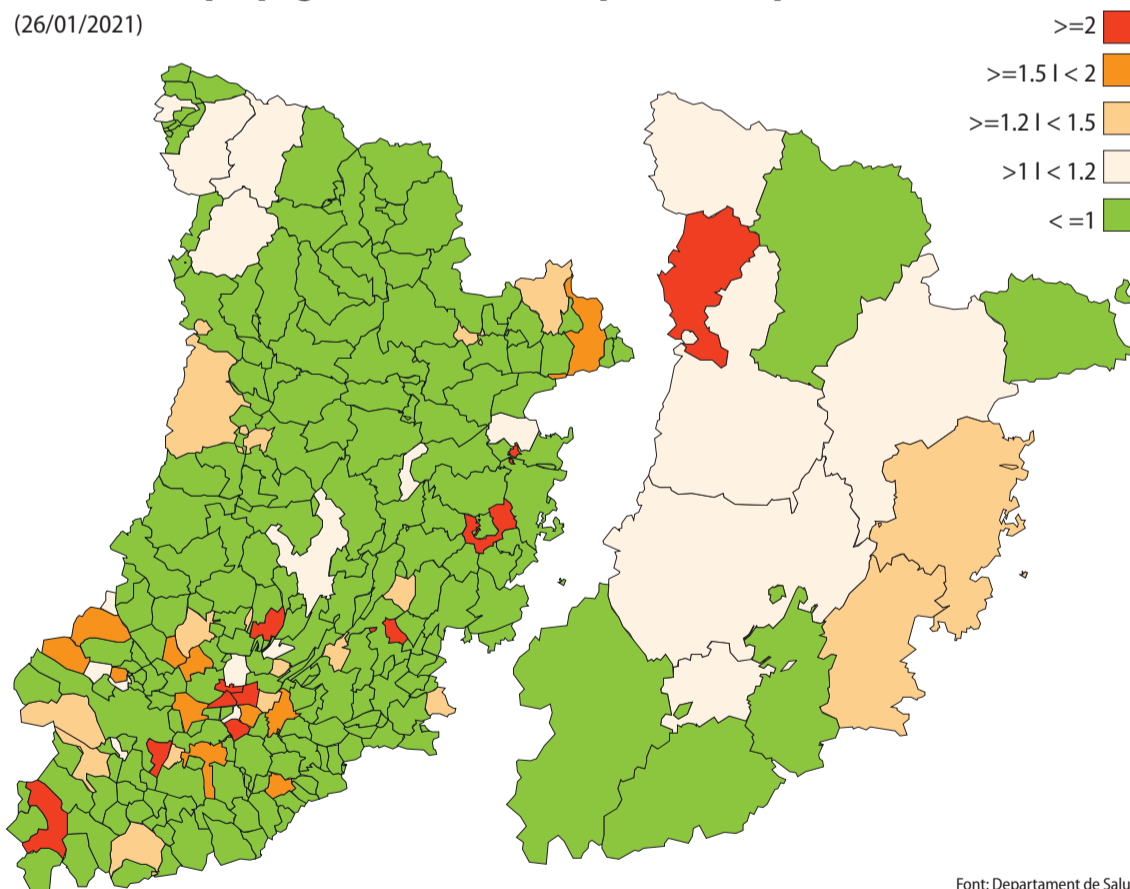 (26/01/2021)
>=2
>=1.5 I < 2
>=1.2 I < 1.5
>1 I < 1.2
< =1
Font: Departament de Salu